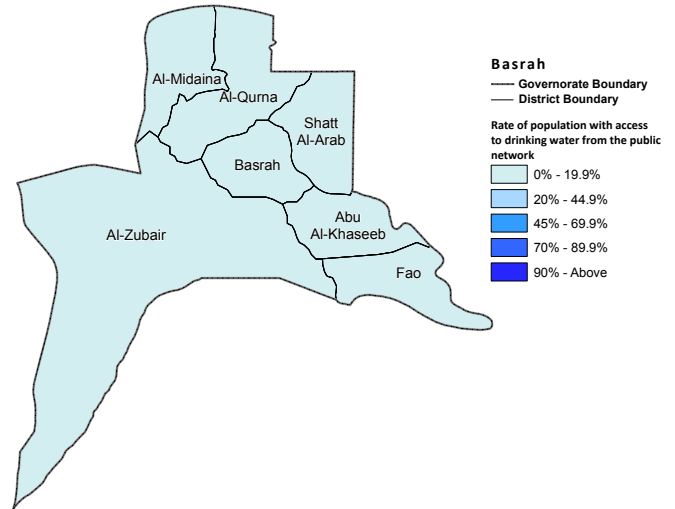 Al-Midaina
Al-Qurna
Shatt
Al-Arab
Basrah
Abu
Al-Khaseeb
Al-Zubair
Fao
Basrah
Governorate Boundary
District Boundary
Rate of population with access
to drinking water from the public
network
0% - 19.9%
20% - 44.9%
45% - 69.9%
70% - 89.9%
90% - Above